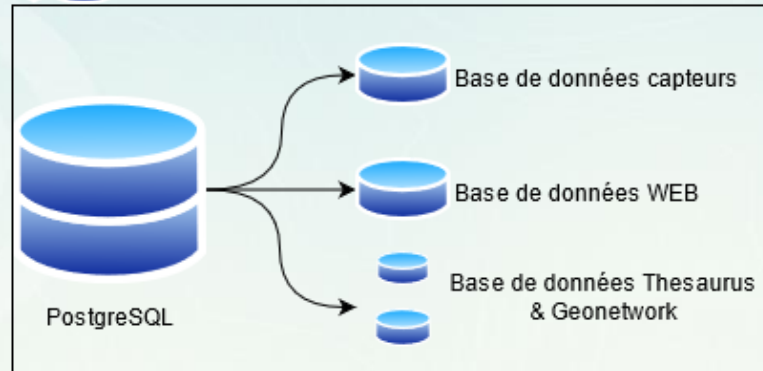 Base de données capteurs
Base de données WEB
Base de données Thesaurus
& Geonetwork
PostgreSQL